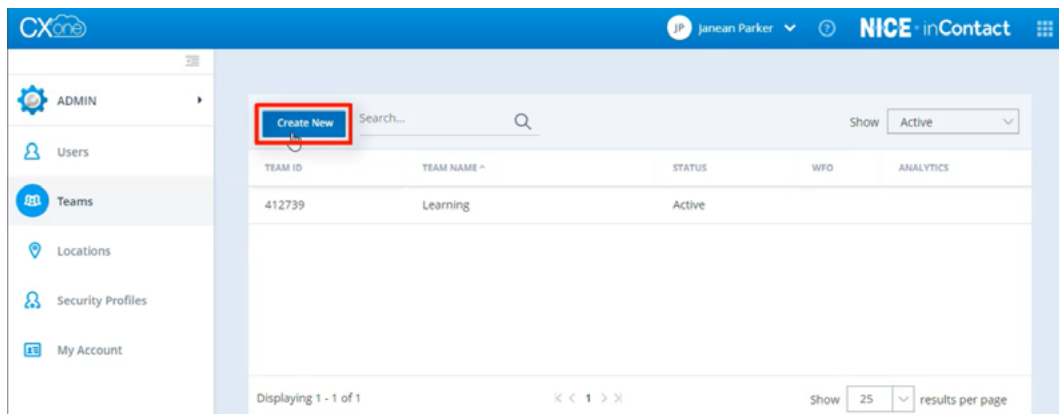 CXone
JP Janean Parker ? NICE inContact
ADMIN
Create New Search... Show Active
Users
TEAM ID TEAM NAME ^ STATUS WFO ANALYTICS
Teams
412739 Learning Active
Locations
Security Profiles
My Account
Displaying 1 - 1 of 1 1 Show 25 results per page